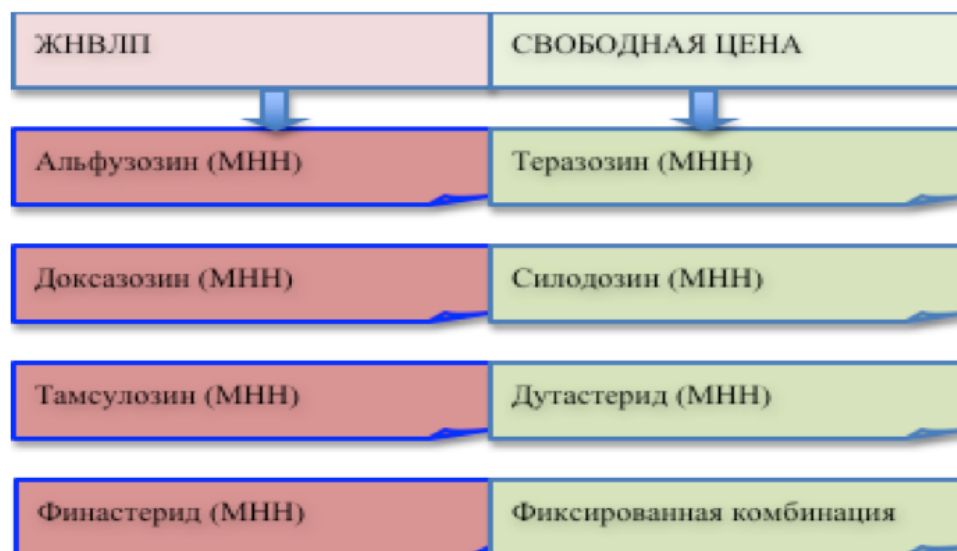 ЖНВЛП
СВОБОДНАЯ ЦЕНА
Альфузозин (МНН)
Теразозин (МНН)
Доксазозин (МНН)
Силодозин (МНН)
Тамсулозин (МНН)
Дутастерид (МНН)
Финастерид (МНН)
Фиксированная комбинация